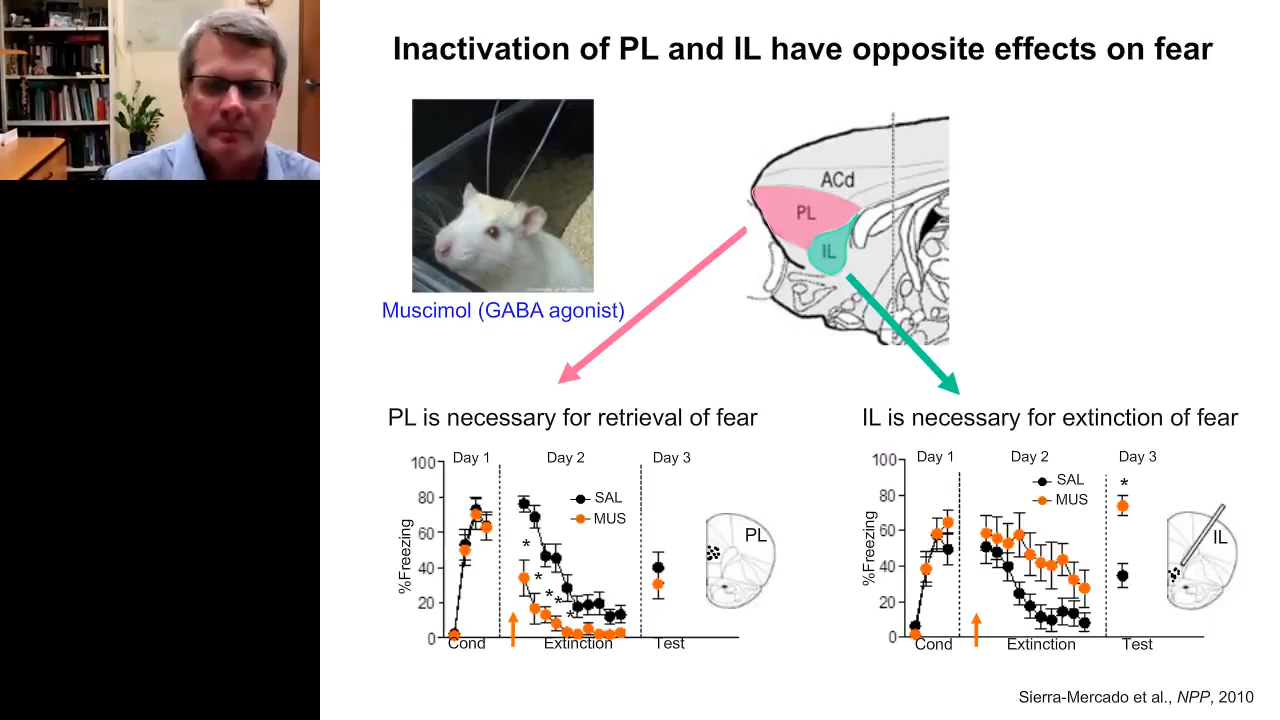 Inactivation of PL and IL have opposite effects on fear
ACd
PL
IL
Muscimol (GABA agonist)
PL is necessary for retrieval of fear
IL is necessary for extinction of fear
Day 1
Day 2
Day 3
100
80
60
40
20
0
%Freezing
SAL
MUS
*
*
*
*
*
PL
Cond
Extinction
Test
Day 1
Day 2
Day 3
100
80
60
40
20
0
%Freezing
SAL
MUS
*
IL
Cond
Extinction
Test
Sierra-Mercado et al., NPP, 2010